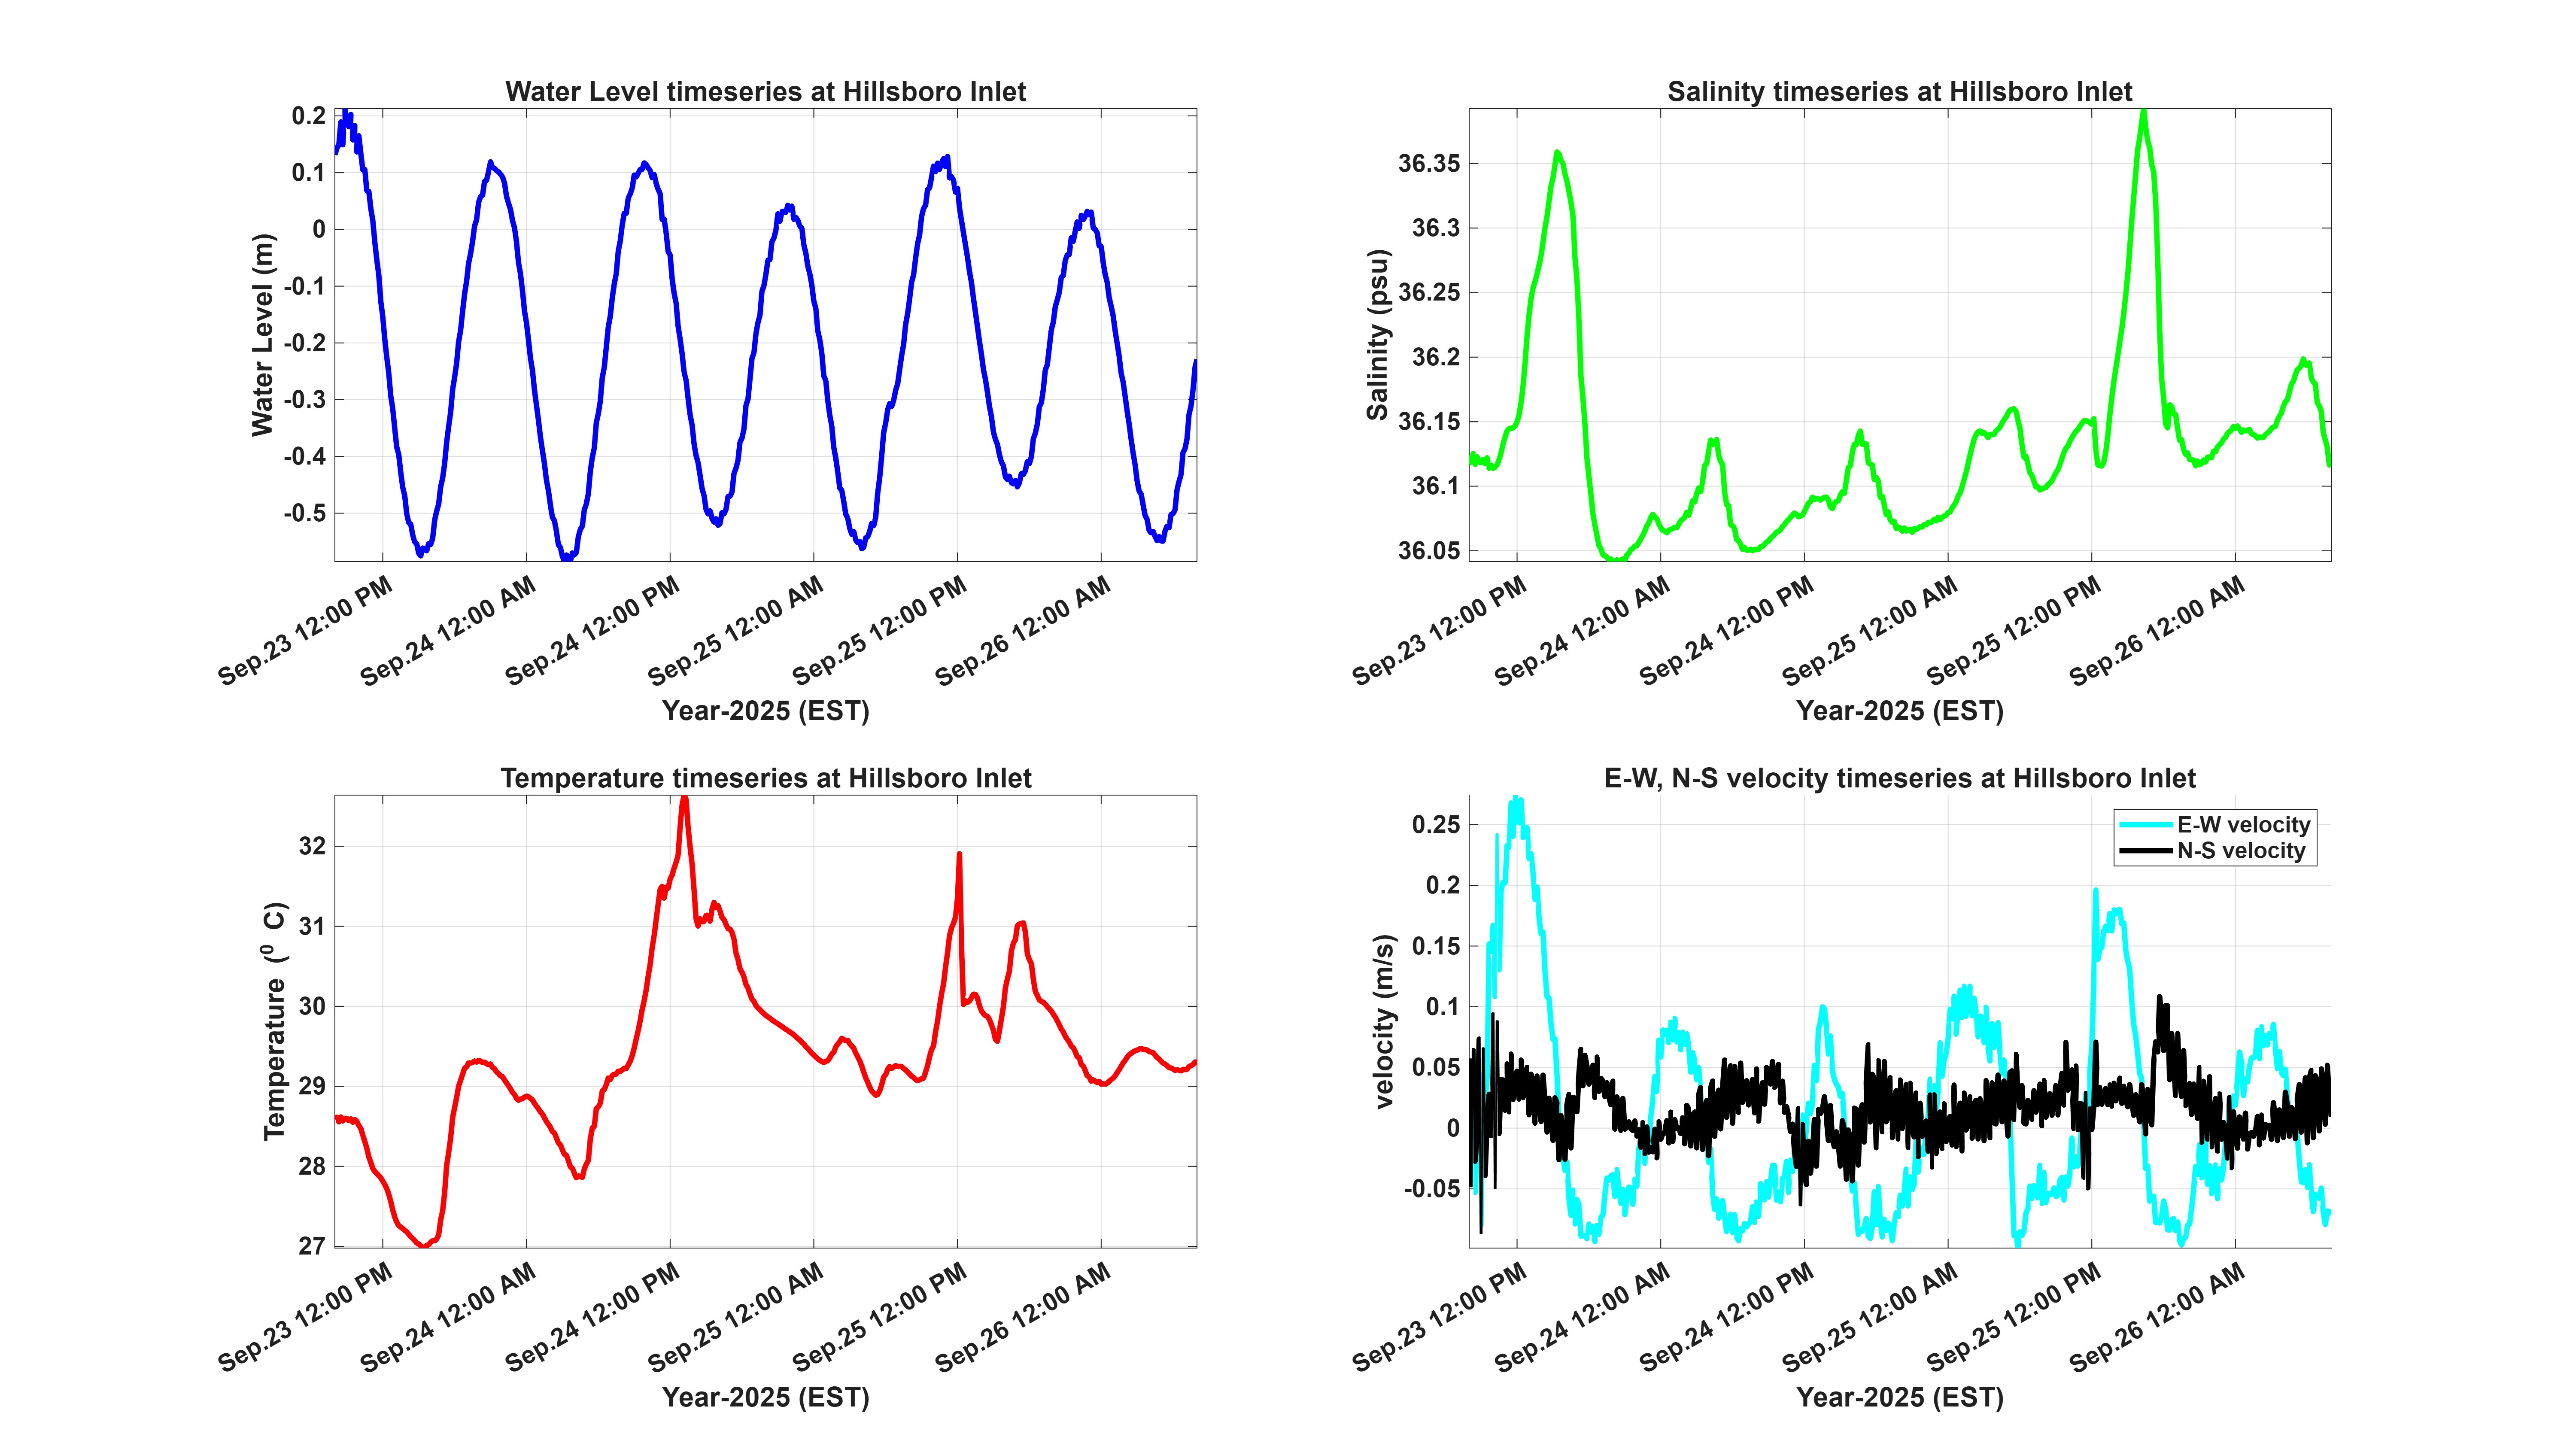 Water Level timeseries at Hillsboro Inlet
0.2
0.1
0
-0.1
-0.2
-0.3
-0.4
-0.5
Water Level (m)
Sep.23 12:00 PM
Sep.24 12:00 AM
Sep.24 12:00 PM
Sep.25 12:00 AM
Sep.25 12:00 PM
Sep.26 12:00 AM
Year-2025 (EST)
Salinity timeseries at Hillsboro Inlet
36.35
36.3
36.25
36.2
36.15
36.1
36.05
Salinity (psu)
Sep.23 12:00 PM
Sep.24 12:00 AM
Sep.24 12:00 PM
Sep.25 12:00 AM
Sep.25 12:00 PM
Sep.26 12:00 AM
Year-2025 (EST)
Temperature timeseries at Hillsboro Inlet
32
31
30
29
28
27
Temperature (⁰ C)
Sep.23 12:00 PM
Sep.24 12:00 AM
Sep.24 12:00 PM
Sep.25 12:00 AM
Sep.25 12:00 PM
Sep.26 12:00 AM
Year-2025 (EST)
E-W, N-S velocity timeseries at Hillsboro Inlet
0.25
0.2
0.15
0.1
0.05
0
-0.05
velocity (m/s)
E-W velocity
N-S velocity
Sep.23 12:00 PM
Sep.24 12:00 AM
Sep.24 12:00 PM
Sep.25 12:00 AM
Sep.25 12:00 PM
Sep.26 12:00 AM
Year-2025 (EST)